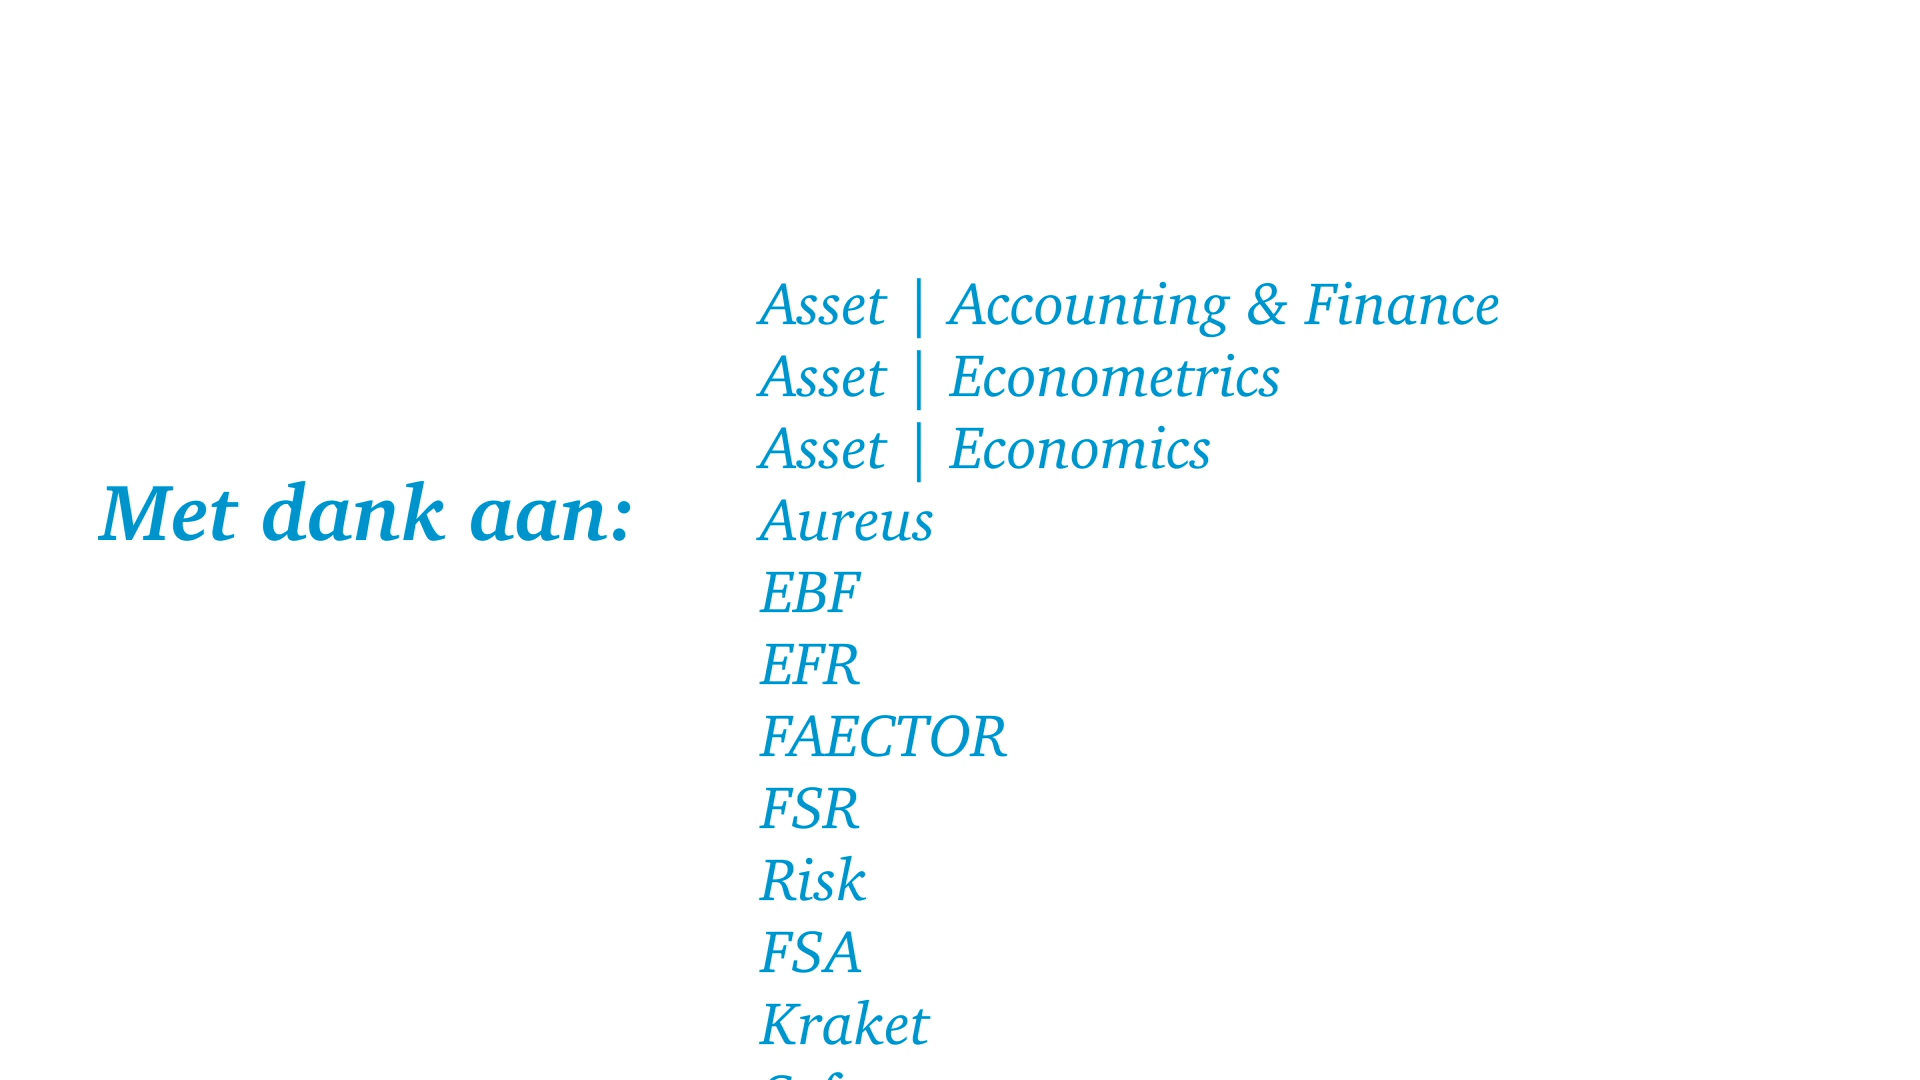 Met dank aan:
Asset | Accounting & Finance
Asset | Econometrics
Asset | Economics
Aureus
EBF
EFR
FAECTOR
FSR
Risk
FSA
Kraket